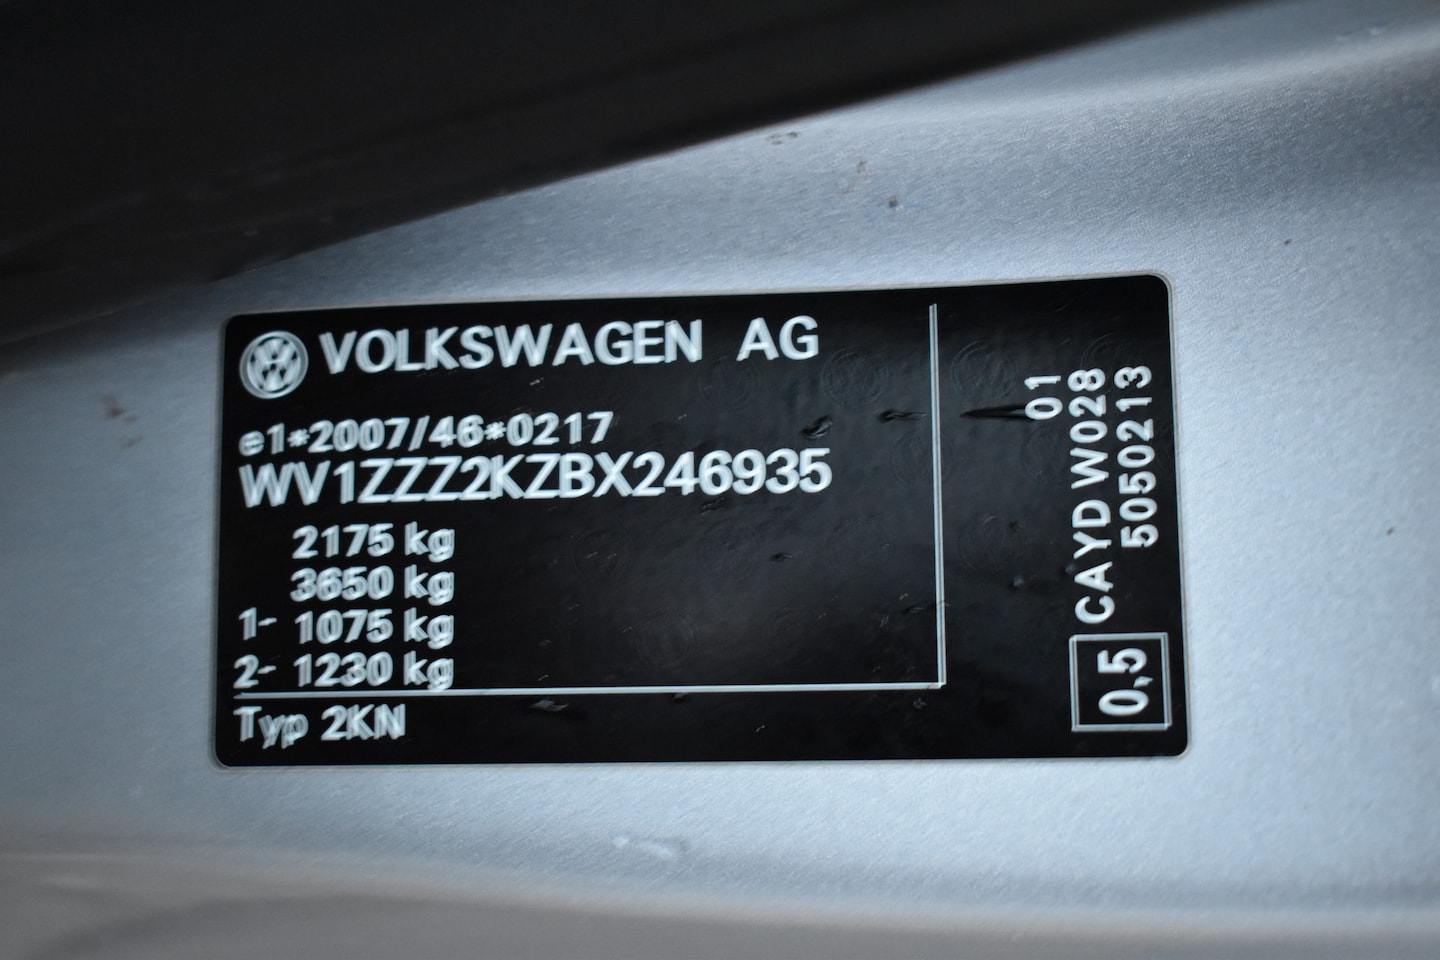 VOLKSWAGEN AG
e1*2007/46*0217
WV1ZZZ2KZBX246935
2175 kg
3650 kg
1- 1075 kg
2- 1230 kg
Typ 2KN
01
CAYD W028
5050213
0,5